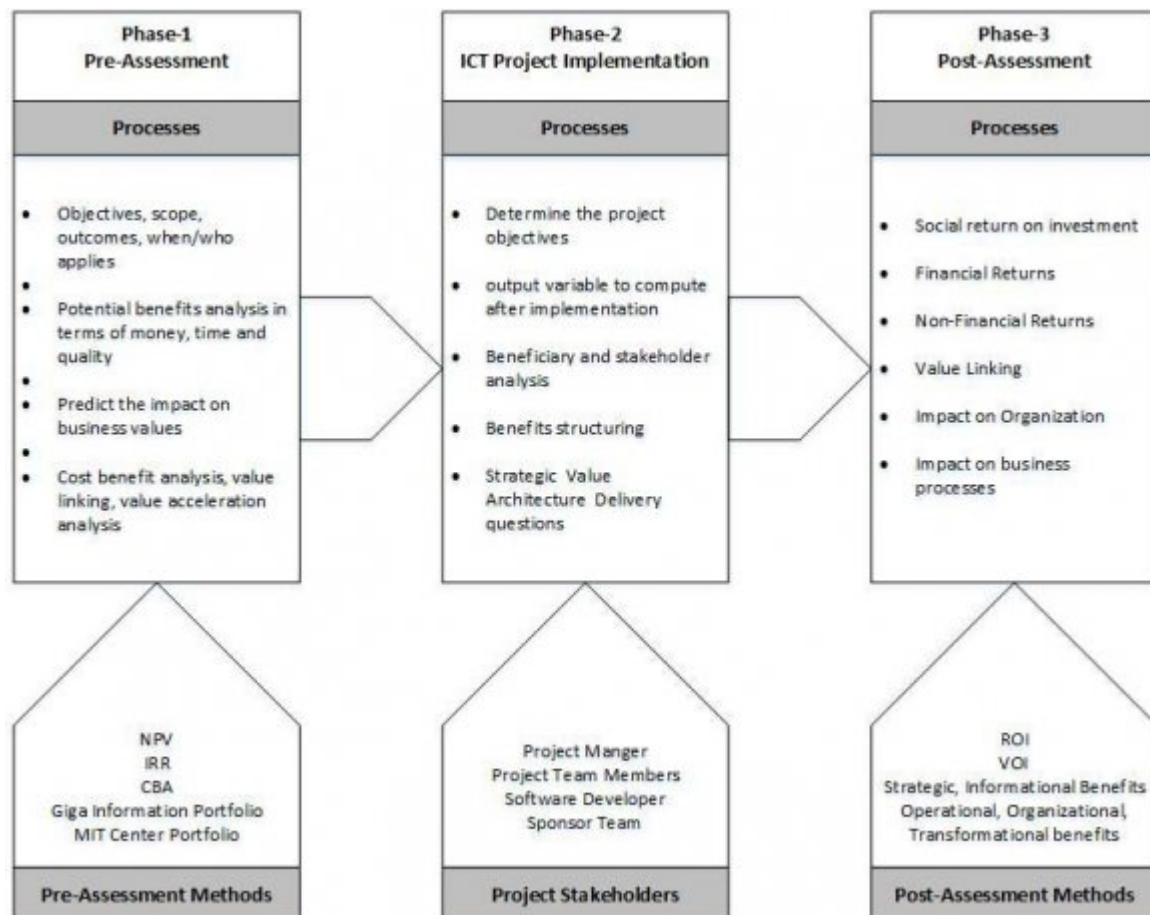 Phase-1
Pre-Assessment
Processes
• Objectives, scope,
outcomes, when/who
applies
•
• Potential benefits analysis in
terms of money, time and
quality
•
• Predict the impact on
business values
•
• Cost benefit analysis, value
linking, value acceleration
analysis
NPV
IRR
CBA
Giga Information Portfolio
MIT Center Portfolio
Pre-Assessment Methods
Phase-2
ICT Project Implementation
Processes
• Determine the project
objectives
• output variable to compute
after implementation
• Beneficiary and stakeholder
analysis
• Benefits structuring
• Strategic Value
Architecture Delivery
questions
Project Manger
Project Team Members
Software Developer
Sponsor Team
Project Stakeholders
Phase-3
Post-Assessment
Processes
• Social return on investment
• Financial Returns
• Non-Financial Returns
• Value Linking
• Impact on Organization
• Impact on business
processes
ROI
VOI
Strategic, Informational Benefits
Operational, Organizational,
Transformational benefits
Post-Assessment Methods